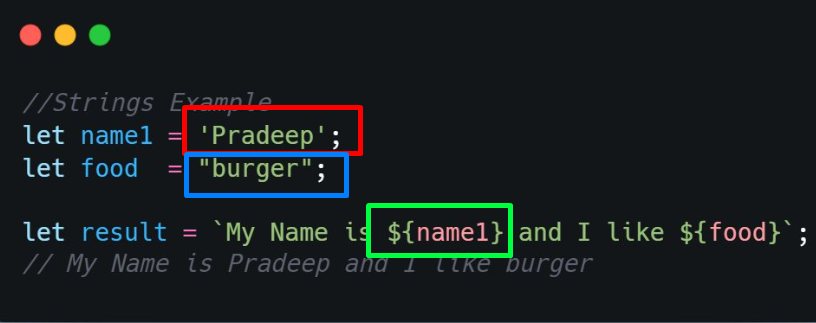 //Strings Example
let name1 = 'Pradeep';
let food  = "burger";
let result = `My Name is ${name1} and I like ${food}`;
// My Name is Pradeep and I like burger